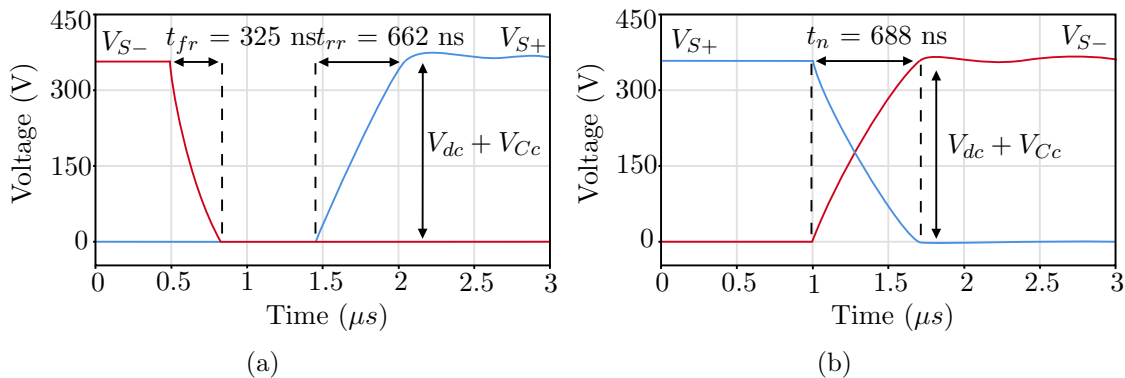 450
300
150
0
Voltage (V)
V_{S−} t_{fr} = 325 ns t_{rr} = 662 ns V_{S+}
V_{dc} + V_{Cc}
0 0.5 1 1.5 2 2.5 3
Time (μs)
(a)
450
300
150
0
Voltage (V)
V_{S+} t_n = 688 ns V_{S−}
V_{dc} + V_{Cc}
0 0.5 1 1.5 2 2.5 3
Time (μs)
(b)